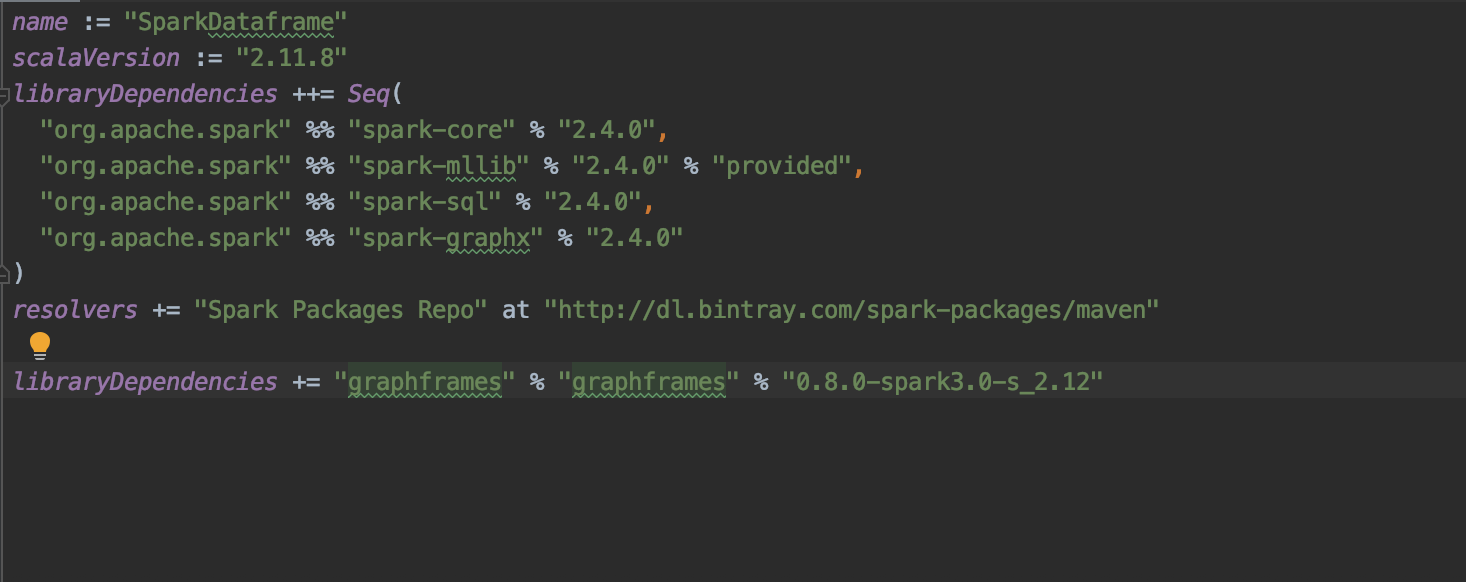 name := "SparkDataframe"
scalaVersion := "2.11.8"
libraryDependencies ++= Seq(
  "org.apache.spark" %% "spark-core" % "2.4.0",
  "org.apache.spark" %% "spark-mllib" % "2.4.0" % "provided",
  "org.apache.spark" %% "spark-sql" % "2.4.0",
  "org.apache.spark" %% "spark-graphx" % "2.4.0"
)
resolvers += "Spark Packages Repo" at "http://dl.bintray.com/spark-packages/maven"
libraryDependencies += "graphframes" % "graphframes" % "0.8.0-spark3.0-s_2.12"